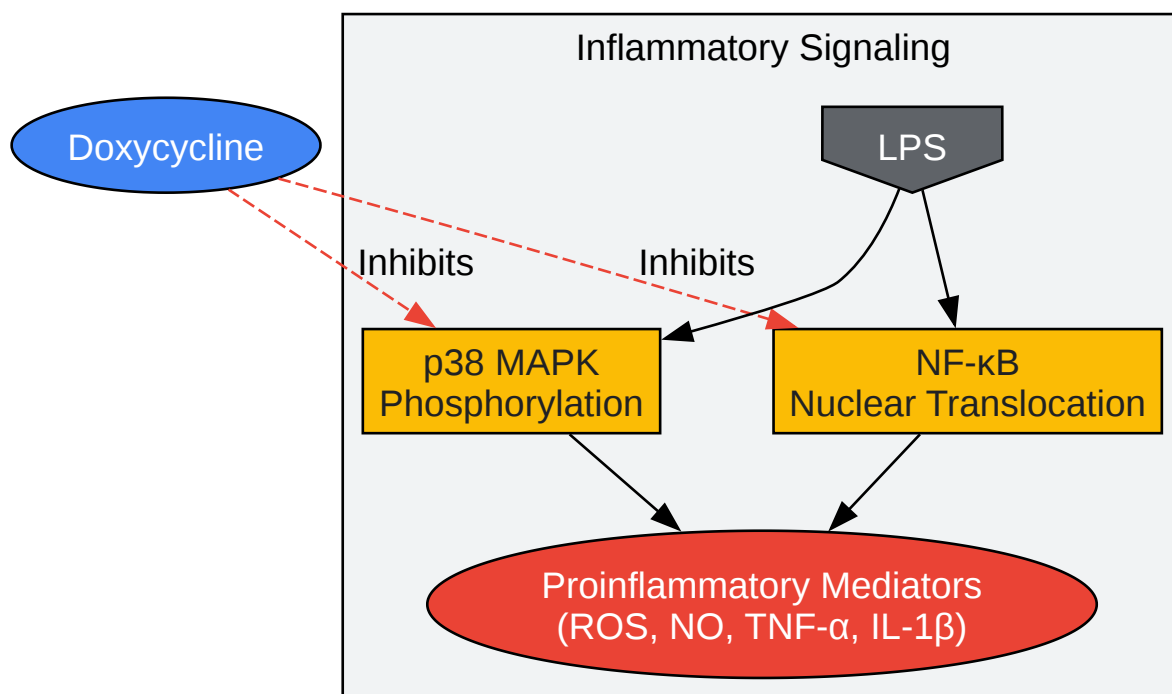 Inflammatory Signaling
Doxycycline
LPS
Inhibits
Inhibits
p38 MAPK
Phosphorylation
NF-κB
Nuclear Translocation
Proinflammatory Mediators
(ROS, NO, TNF-α, IL-1β)